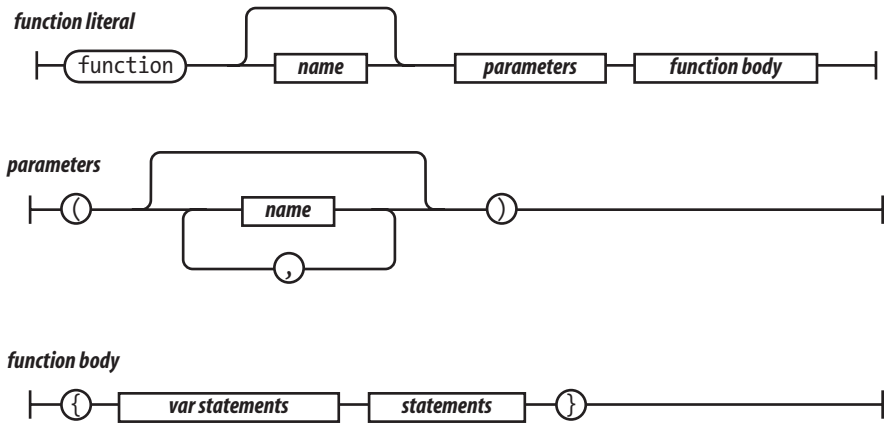 function literal
function name parameters function body
parameters
( name )
,
function body
{ var statements statements }